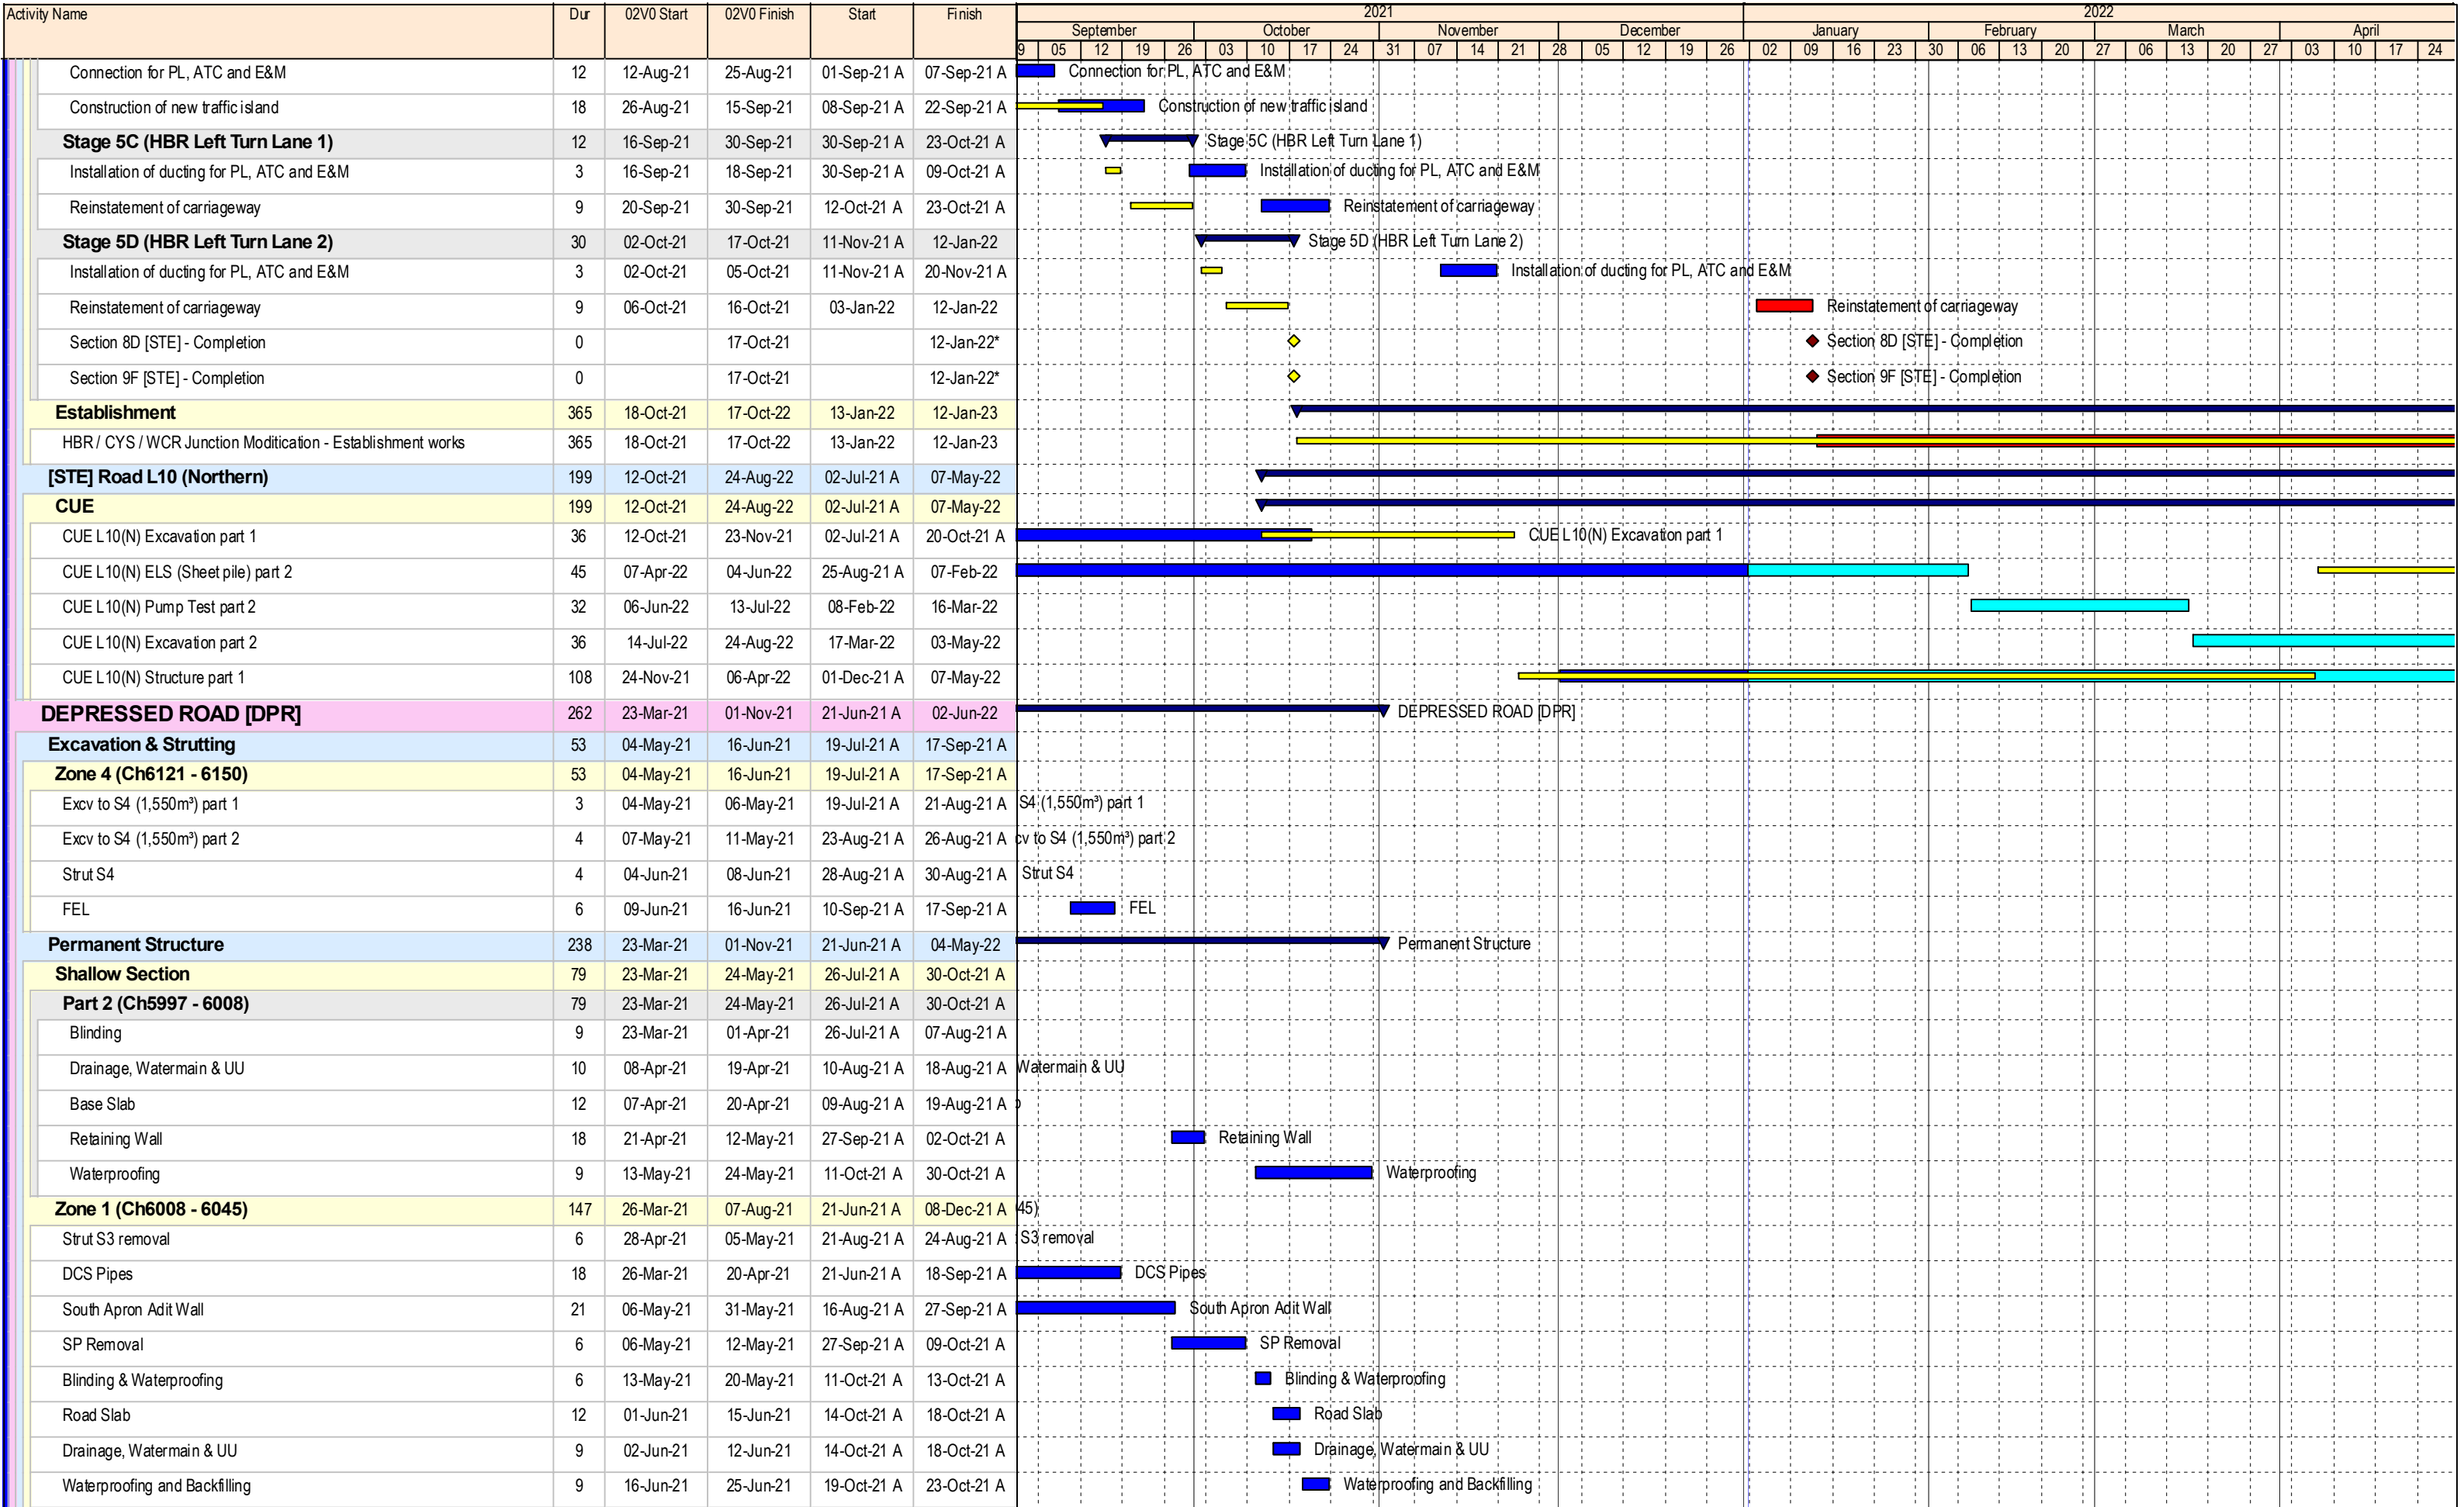 Activity Name Dur 02V0 Start 02V0 Finish Start Finish 2021 2022
September October November December January February March April
9 05 12 19 26 03 10 17 24 31 07 14 21 28 05 12 19 26 02 09 16 23 30 06 13 20 27 06 13 20 27 03 10 17 24
Connection for PL, ATC and E&M 12 12-Aug-21 25-Aug-21 01-Sep-21 A 07-Sep-21 A Connection for PL, ATC and E&M
Construction of new traffic island 18 26-Aug-21 15-Sep-21 08-Sep-21 A 22-Sep-21 A Construction of new traffic island
Stage 5C (HBR Left Turn Lane 1) 12 16-Sep-21 30-Sep-21 30-Sep-21 A 23-Oct-21 A Stage 5C (HBR Left Turn Lane 1)
Installation of ducting for PL, ATC and E&M 3 16-Sep-21 18-Sep-21 30-Sep-21 A 09-Oct-21 A Installation of ducting for PL, ATC and E&M
Reinstatement of carriageway 9 20-Sep-21 30-Sep-21 12-Oct-21 A 23-Oct-21 A Reinstatement of carriageway
Stage 5D (HBR Left Turn Lane 2) 30 02-Oct-21 17-Oct-21 11-Nov-21 A 12-Jan-22 Stage 5D (HBR Left Turn Lane 2)
Installation of ducting for PL, ATC and E&M 3 02-Oct-21 05-Oct-21 11-Nov-21 A 20-Nov-21 A Installation of ducting for PL, ATC and E&M
Reinstatement of carriageway 9 06-Oct-21 16-Oct-21 03-Jan-22 12-Jan-22 Reinstatement of carriageway
Section 8D [STE] - Completion 0 17-Oct-21 12-Jan-22* Section 8D [STE] - Completion
Section 9F [STE] - Completion 0 17-Oct-21 12-Jan-22* Section 9F [STE] - Completion
Establishment 365 18-Oct-21 17-Oct-22 13-Jan-22 12-Jan-23
HBR / CYS / WCR Junction Moditication - Establishment works 365 18-Oct-21 17-Oct-22 13-Jan-22 12-Jan-23
[STE] Road L10 (Northern) 199 12-Oct-21 24-Aug-22 02-Jul-21 A 07-May-22
CUE 199 12-Oct-21 24-Aug-22 02-Jul-21 A 07-May-22
CUE L10(N) Excavation part 1 36 12-Oct-21 23-Nov-21 02-Jul-21 A 20-Oct-21 A CUE L10(N) Excavation part 1
CUE L10(N) ELS (Sheet pile) part 2 45 07-Apr-22 04-Jun-22 25-Aug-21 A 07-Feb-22
CUE L10(N) Pump Test part 2 32 06-Jun-22 13-Jul-22 08-Feb-22 16-Mar-22
CUE L10(N) Excavation part 2 36 14-Jul-22 24-Aug-22 17-Mar-22 03-May-22
CUE L10(N) Structure part 1 108 24-Nov-21 06-Apr-22 01-Dec-21 A 07-May-22
DEPRESSED ROAD [DPR] 262 23-Mar-21 01-Nov-21 21-Jun-21 A 02-Jun-22 DEPRESSED ROAD [DPR]
Excavation & Strutting 53 04-May-21 16-Jun-21 19-Jul-21 A 17-Sep-21 A
Zone 4 (Ch6121 - 6150) 53 04-May-21 16-Jun-21 19-Jul-21 A 17-Sep-21 A
Excv to S4 (1,550m³) part 1 3 04-May-21 06-May-21 19-Jul-21 A 21-Aug-21 A S4 (1,550m³) part 1
Excv to S4 (1,550m³) part 2 4 07-May-21 11-May-21 23-Aug-21 A 26-Aug-21 A cv to S4 (1,550m³) part 2
Strut S4 4 04-Jun-21 08-Jun-21 28-Aug-21 A 30-Aug-21 A Strut S4
FEL 6 09-Jun-21 16-Jun-21 10-Sep-21 A 17-Sep-21 A FEL
Permanent Structure 238 23-Mar-21 01-Nov-21 21-Jun-21 A 04-May-22 Permanent Structure
Shallow Section 79 23-Mar-21 24-May-21 26-Jul-21 A 30-Oct-21 A
Part 2 (Ch5997 - 6008) 79 23-Mar-21 24-May-21 26-Jul-21 A 30-Oct-21 A
Blinding 9 23-Mar-21 01-Apr-21 26-Jul-21 A 07-Aug-21 A
Drainage, Watermain & UU 10 08-Apr-21 19-Apr-21 10-Aug-21 A 18-Aug-21 A Watermain & UU
Base Slab 12 07-Apr-21 20-Apr-21 09-Aug-21 A 19-Aug-21 A
Retaining Wall 18 21-Apr-21 12-May-21 27-Sep-21 A 02-Oct-21 A Retaining Wall
Waterproofing 9 13-May-21 24-May-21 11-Oct-21 A 30-Oct-21 A Waterproofing
Zone 1 (Ch6008 - 6045) 147 26-Mar-21 07-Aug-21 21-Jun-21 A 08-Dec-21 A 45)
Strut S3 removal 6 28-Apr-21 05-May-21 21-Aug-21 A 24-Aug-21 A S3 removal
DCS Pipes 18 26-Mar-21 20-Apr-21 21-Jun-21 A 18-Sep-21 A DCS Pipes
South Apron Adit Wall 21 06-May-21 31-May-21 16-Aug-21 A 27-Sep-21 A South Apron Adit Wall
SP Removal 6 06-May-21 12-May-21 27-Sep-21 A 09-Oct-21 A SP Removal
Blinding & Waterproofing 6 13-May-21 20-May-21 11-Oct-21 A 13-Oct-21 A Blinding & Waterproofing
Road Slab 12 01-Jun-21 15-Jun-21 14-Oct-21 A 18-Oct-21 A Road Slab
Drainage, Watermain & UU 9 02-Jun-21 12-Jun-21 14-Oct-21 A 18-Oct-21 A Drainage, Watermain & UU
Waterproofing and Backfilling 9 16-Jun-21 25-Jun-21 19-Oct-21 A 23-Oct-21 A Waterproofing and Backfilling